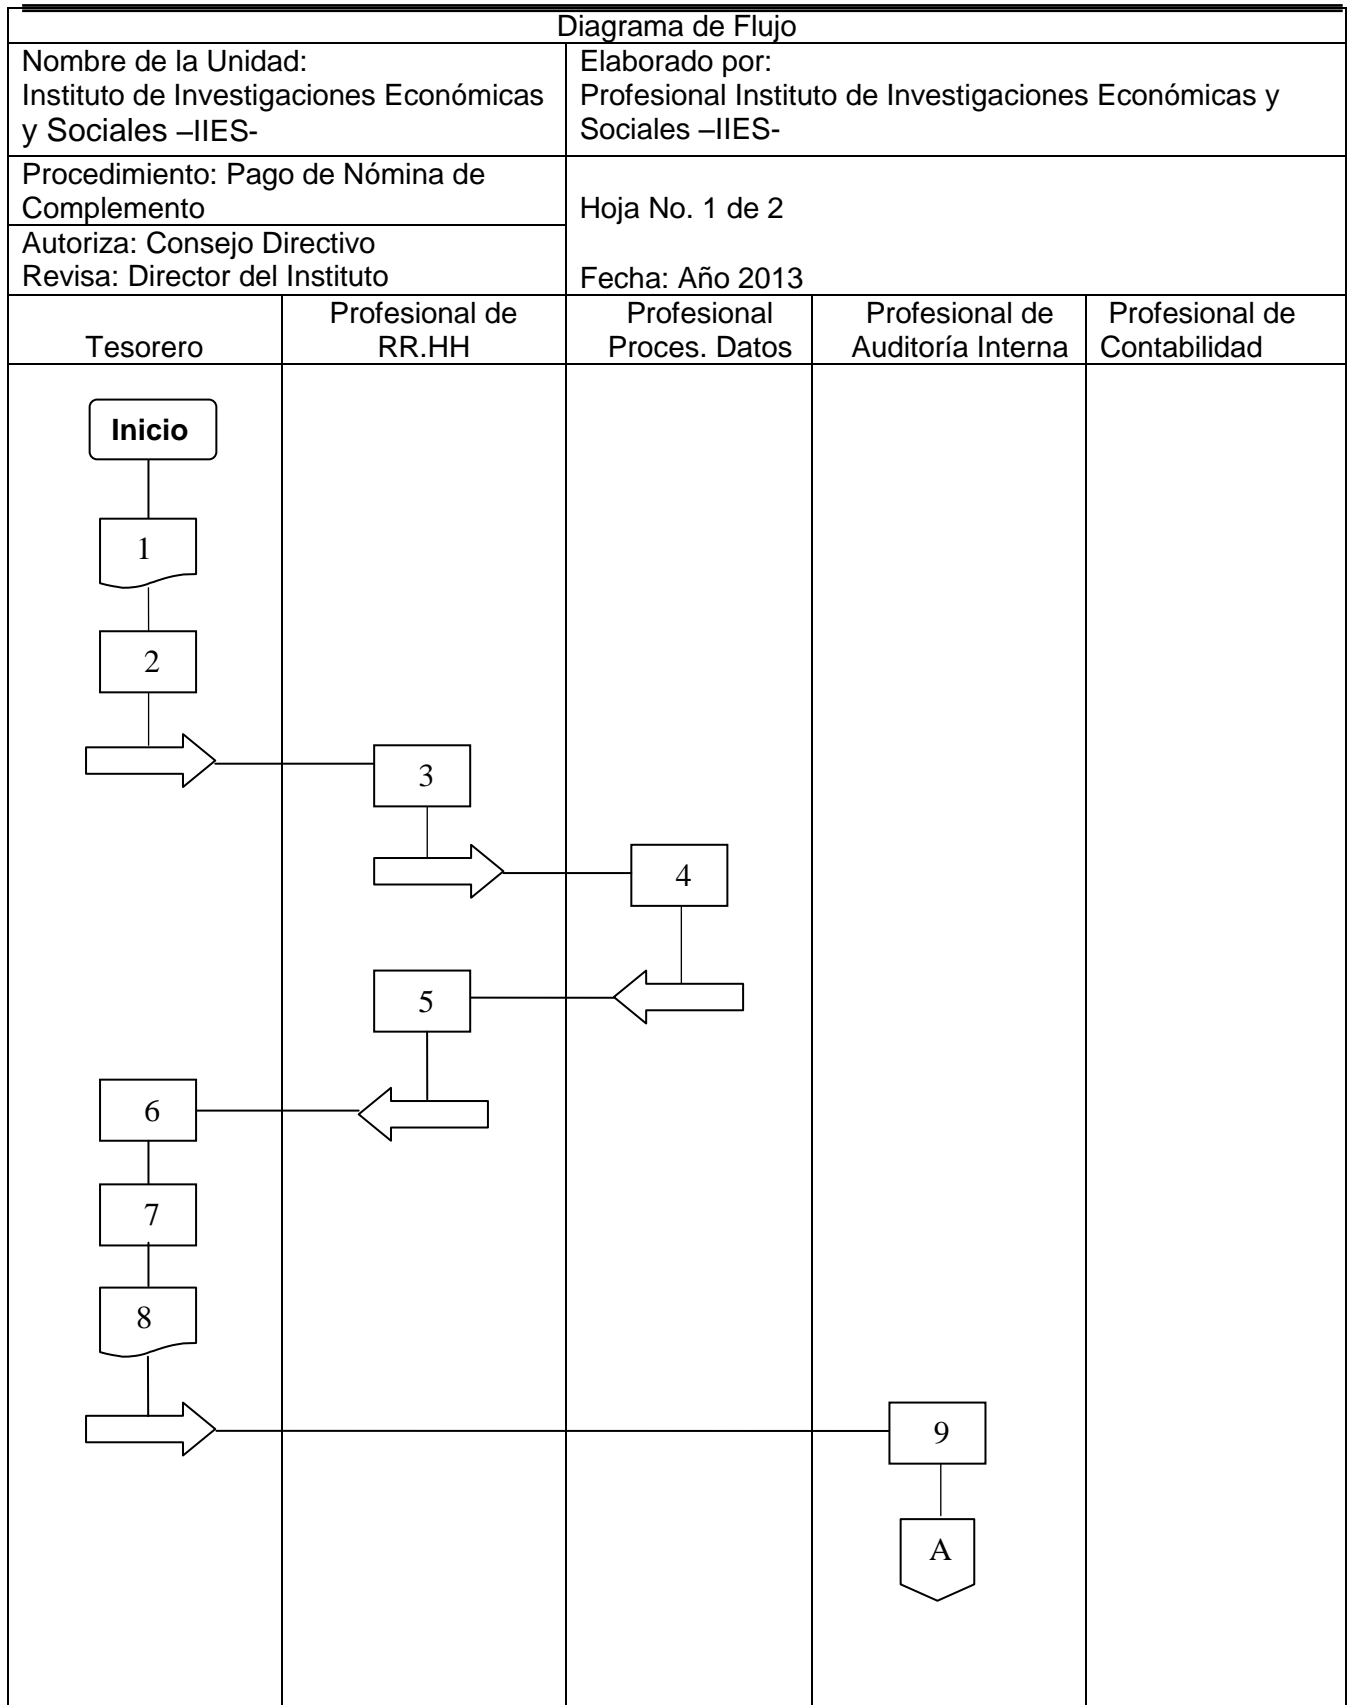 Diagrama de Flujo
Nombre de la Unidad:
Instituto de Investigaciones Económicas
y Sociales –IIES-
Elaborado por:
Profesional Instituto de Investigaciones Económicas y
Sociales –IIES-
Procedimiento: Pago de Nómina de
Complemento
Autoriza: Consejo Directivo
Revisa: Director del Instituto
Hoja No. 1 de 2
Fecha: Año 2013
Tesorero
Profesional de
RR.HH
Profesional
Proces. Datos
Profesional de
Auditoría Interna
Profesional de
Contabilidad
Inicio
1
2
3
4
5
6
7
8
9
A